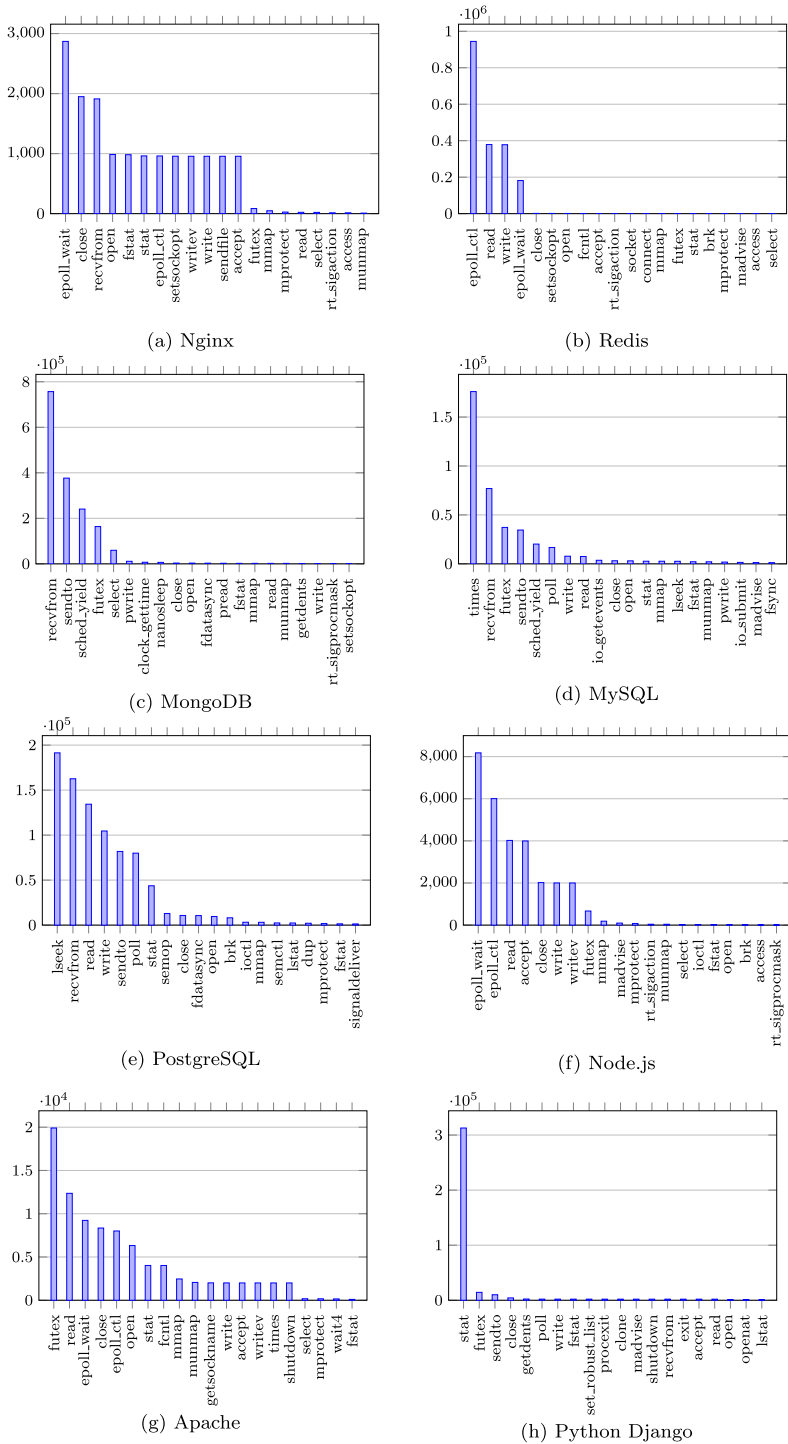 3,000
2,000
1,000
0
epoll_wait
close
recvfrom
open
fstat
stat
epoll_ctl
setsockopt
writev
write
sendfile
accept
futex
mmap
mprotect
read
select
rt_sigaction
access
munmap
(a) Nginx
·10^6
1
0.8
0.6
0.4
0.2
0
epoll_ctl
read
write
epoll_wait
close
setsockopt
open
fcntl
accept
rt_sigaction
socket
connect
mmap
futex
stat
brk
mprotect
madvise
access
select
(b) Redis
·10^5
8
6
4
2
0
recvfrom
sendto
sched_yield
futex
select
pwrite
clock_gettime
nanosleep
close
open
fdatasync
pread
fstat
mmap
read
munmap
getdents
write
rt_sigprocmask
setsockopt
(c) MongoDB
·10^5
1.5
1
0.5
0
times
recvfrom
futex
sendto
sched_yield
poll
write
read
io_getevents
close
open
stat
mmap
lseek
fstat
munmap
pwrite
io_submit
madvise
fsync
(d) MySQL
·10^5
2
1.5
1
0.5
0
lseek
recvfrom
read
write
sendto
poll
stat
semop
close
fdatasync
open
brk
ioctl
mmap
semctl
lstat
dup
mprotect
fstat
signaldeliver
(e) PostgreSQL
8,000
6,000
4,000
2,000
0
epoll_wait
epoll_ctl
read
accept
close
write
writev
futex
mmap
madvise
mprotect
rt_sigaction
munmap
select
ioctl
fstat
open
brk
access
rt_sigprocmask
(f) Node.js
·10^4
2
1.5
1
0.5
0
futex
read
epoll_wait
close
epoll_ctl
open
stat
fcntl
mmap
munmap
getsockname
write
accept
writev
times
shutdown
select
mprotect
wait4
fstat
(g) Apache
·10^5
3
2
1
0
stat
futex
sendto
close
getdents
poll
write
fstat
set_robust_list
procexit
clone
madvise
shutdown
recvfrom
exit
accept
read
open
openat
lstat
(h) Python Django